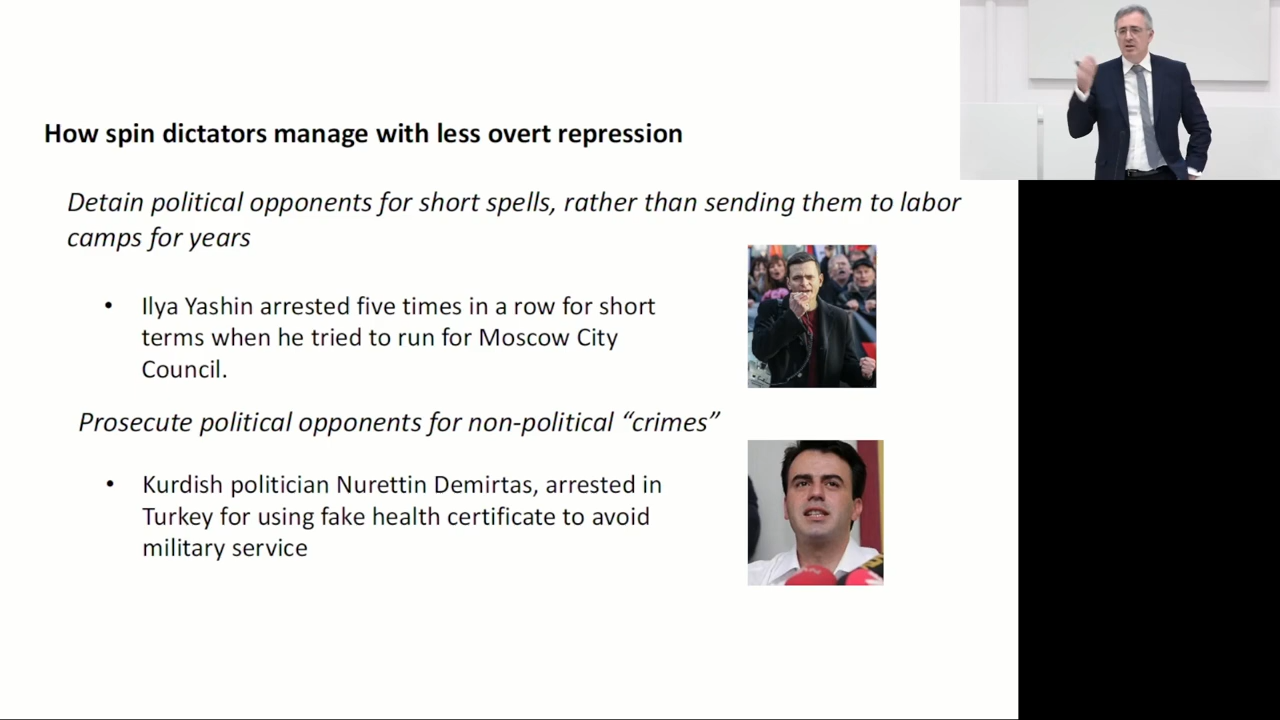 How spin dictators manage with less overt repression
Detain political opponents for short spells, rather than sending them to labor
camps for years
• Ilya Yashin arrested five times in a row for short
terms when he tried to run for Moscow City
Council.
Prosecute political opponents for non-political “crimes”
• Kurdish politician Nurettin Demirtas, arrested in
Turkey for using fake health certificate to avoid
military service